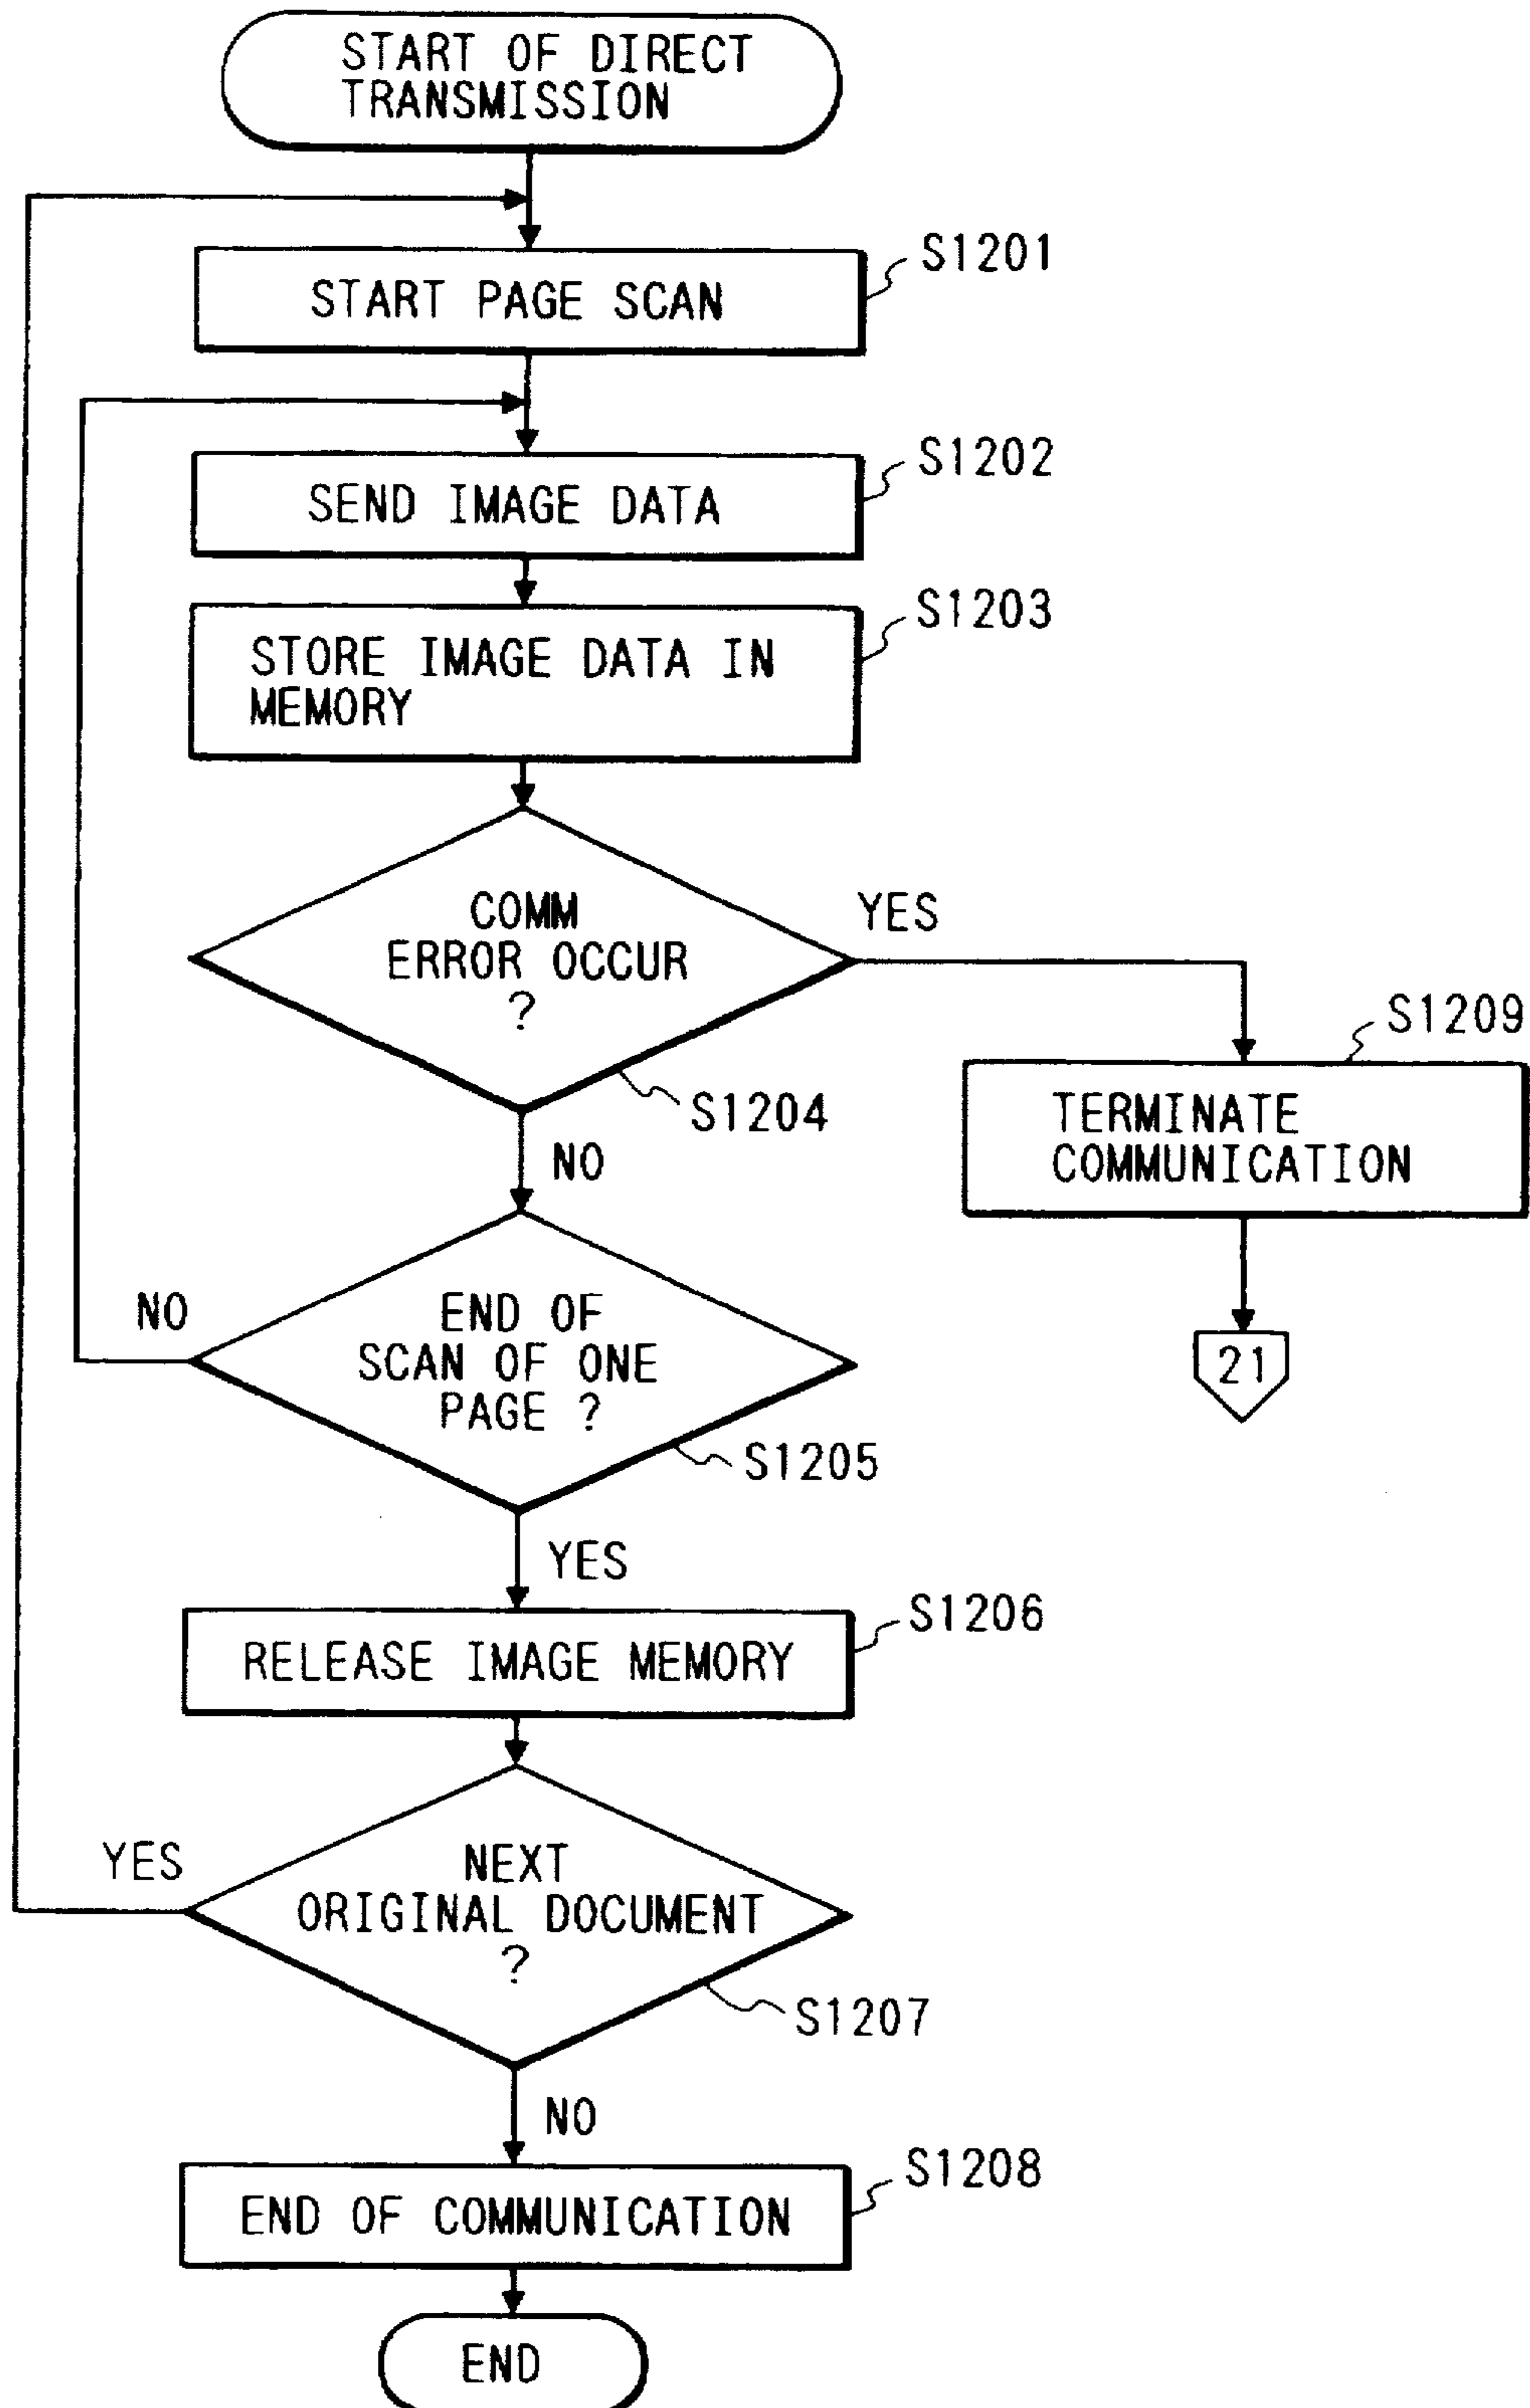 START OF DIRECT
TRANSMISSION
S1201
START PAGE SCAN
S1202
SEND IMAGE DATA
S1203
STORE IMAGE DATA IN
MEMORY
COMM
ERROR OCCUR
?
YES
S1204
NO
S1209
TERMINATE
COMMUNICATION
21
END OF
SCAN OF ONE
PAGE ?
NO
S1205
YES
S1206
RELEASE IMAGE MEMORY
NEXT
ORIGINAL DOCUMENT
?
YES
S1207
NO
S1208
END OF COMMUNICATION
END